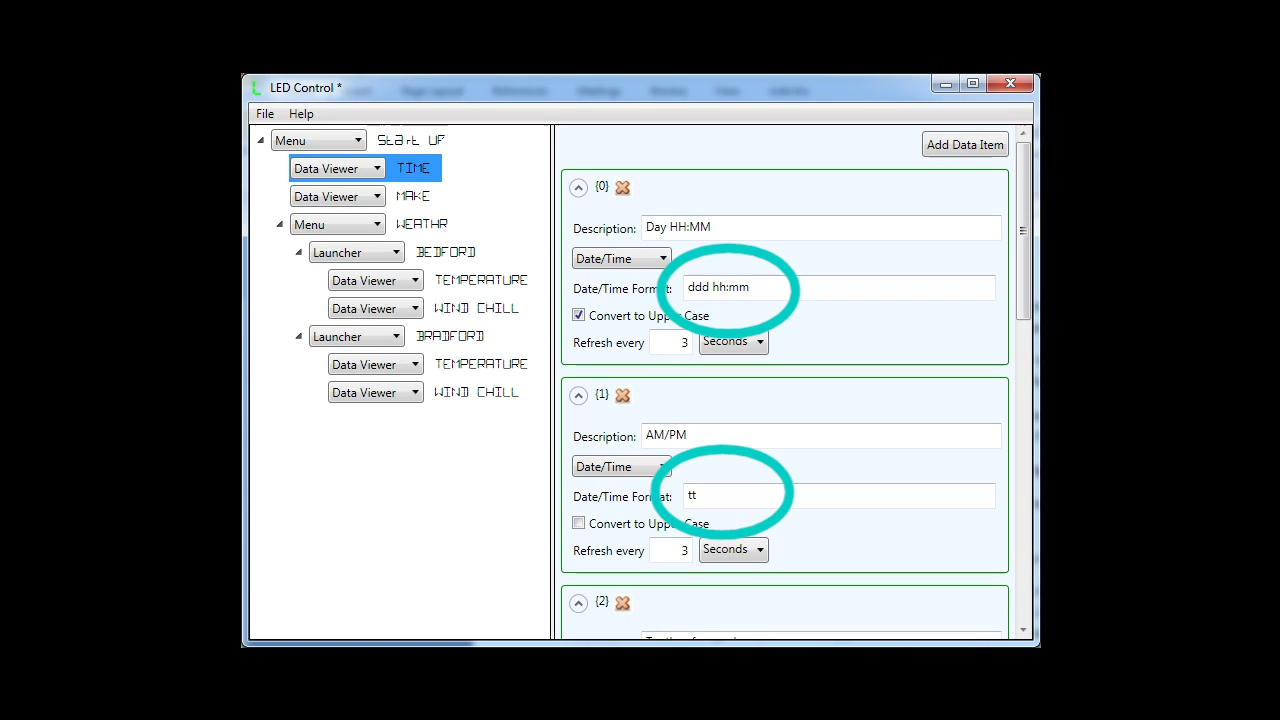 LED Control *
File Help
Menu Start UP
Data Viewer TIME
Data Viewer MAKE
Menu WEATHR
Launcher BEDFORD
Data Viewer TEMPERATURE
Data Viewer WIND CHILL
Launcher BRADFORD
Data Viewer TEMPERATURE
Data Viewer WIND CHILL
Add Data Item
{0}
Description: Day HH:MM
Date/Time
Date/Time Format: ddd hh:mm
Convert to Upper Case
Refresh every 3 Seconds
{1}
Description: AM/PM
Date/Time
Date/Time Format: tt
Convert to Upper Case
Refresh every 3 Seconds
{2}